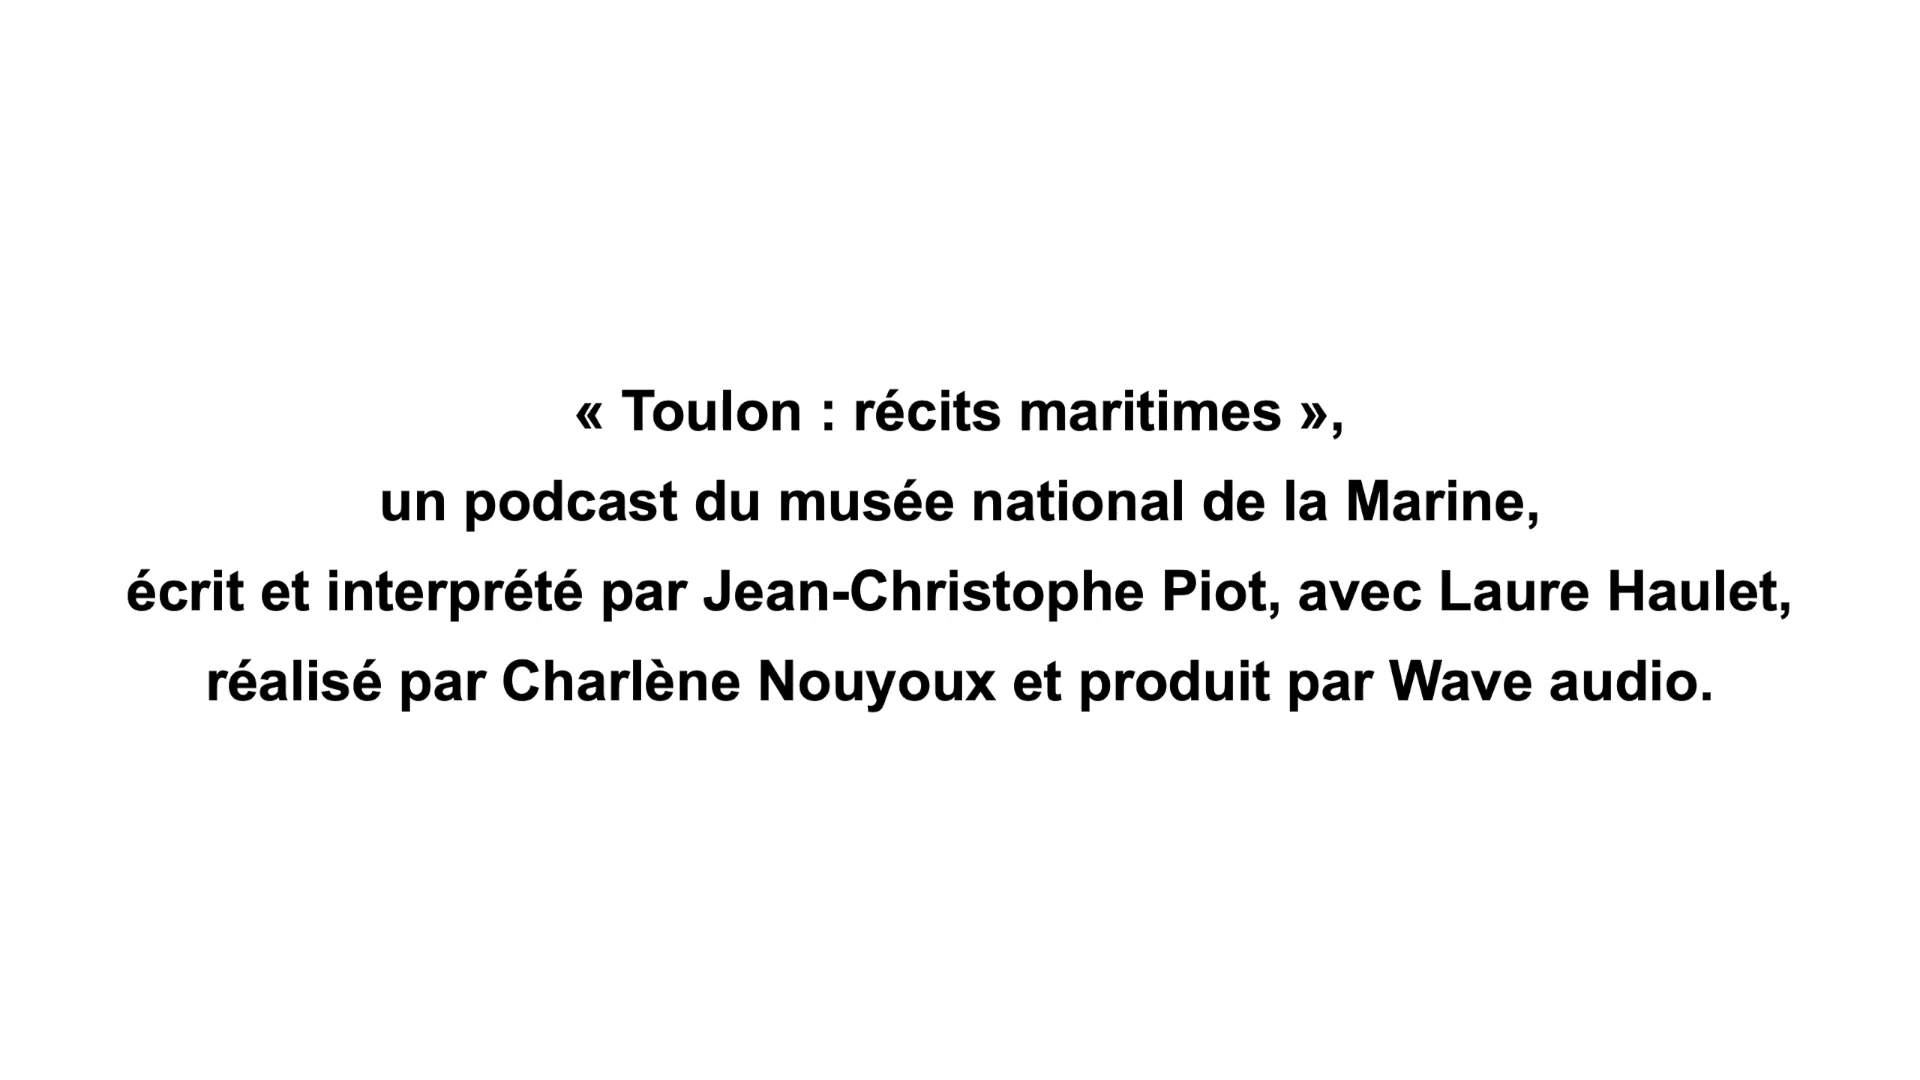 « Toulon : récits maritimes »,
un podcast du musée national de la Marine,
écrit et interprété par Jean-Christophe Piot, avec Laure Haulet,
réalisé par Charlène Nouyoux et produit par Wave audio.